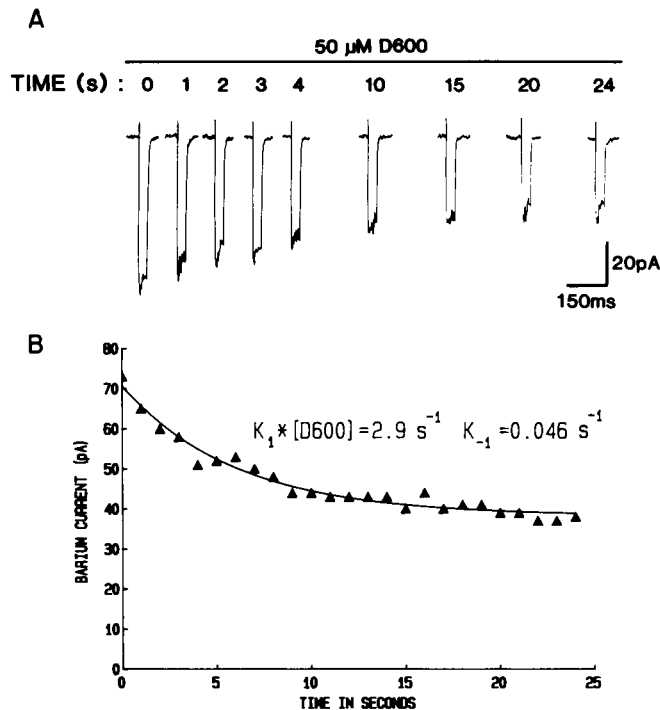 A
50 µM D600
TIME (s) : 0 1 2 3 4 10 15 20 24
20pA
150ms
B
80
70
60
50
40
30
20
10
0
BARIUM CURRENT (pA)
K₁*[D600]=2.9 s⁻¹ K₋₁=0.046 s⁻¹
0 5 10 15 20 25
TIME IN SECONDS